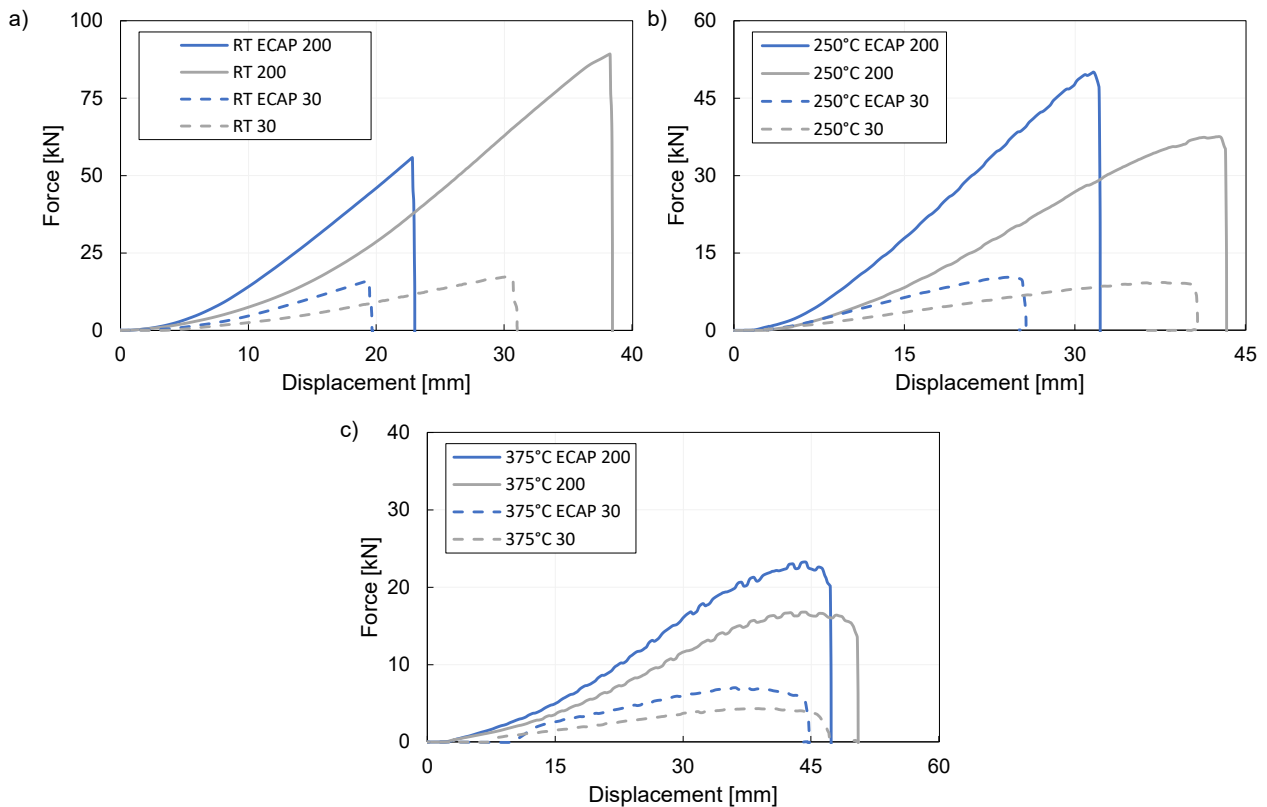 a)
100
75
50
25
0
Force [kN]
RT ECAP 200
RT 200
RT ECAP 30
RT 30
0 10 20 30 40
Displacement [mm]
b)
60
45
30
15
0
Force [kN]
250°C ECAP 200
250°C 200
250°C ECAP 30
250°C 30
0 15 30 45
Displacement [mm]
c)
40
30
20
10
0
Force [kN]
375°C ECAP 200
375°C 200
375°C ECAP 30
375°C 30
0 15 30 45 60
Displacement [mm]